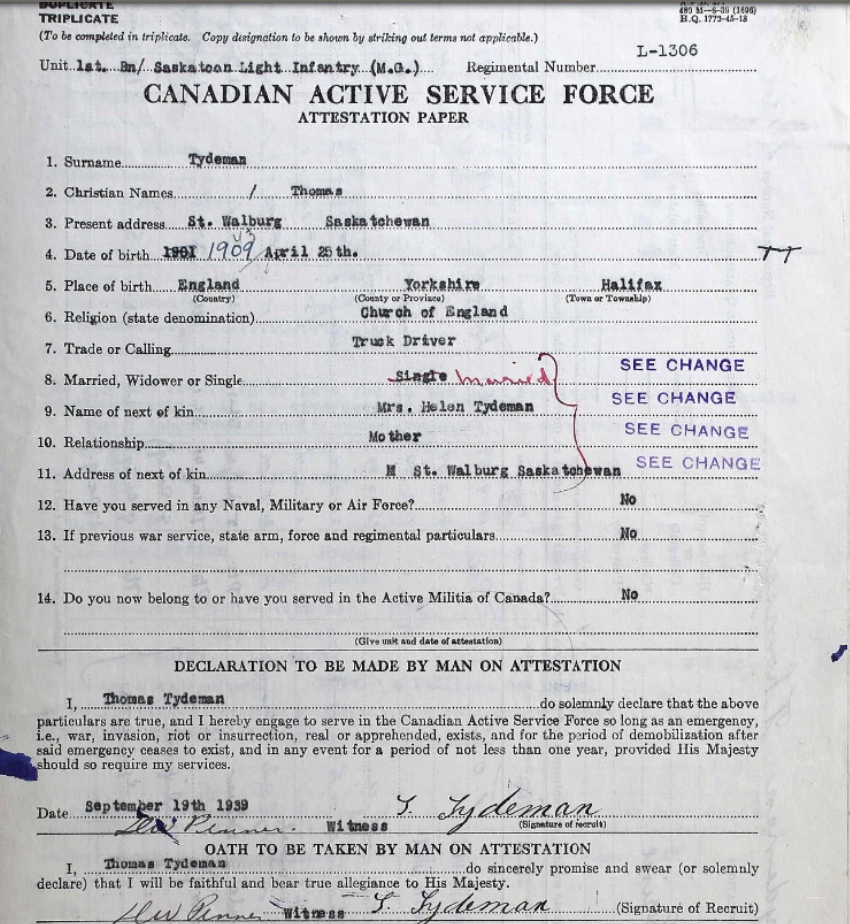 DUPLICATE
TRIPLICATE
480 M—8-39 (1696)
H.Q. 1772-45-18
(To be completed in triplicate. Copy designation to be shown by striking out terms not applicable.)
Unit 1st. Bn/ Saskatoon Light Infantry (M.G.) Regimental Number L-1306
CANADIAN ACTIVE SERVICE FORCE
ATTESTATION PAPER
1. Surname Tydeman
2. Christian Names / Thomas
3. Present address St. Walburg Saskatchewan
4. Date of birth 1901 1909 April 25th. TT
5. Place of birth England Yorkshire Halifax
(Country) (County or Province) (Town or Township)
6. Religion (state denomination) Church of England
7. Trade or Calling Truck Driver
8. Married, Widower or Single Single Married SEE CHANGE
9. Name of next of kin Mrs. Helen Tydeman SEE CHANGE
10. Relationship Mother SEE CHANGE
11. Address of next of kin M St. Walburg Saskatchewan SEE CHANGE
12. Have you served in any Naval, Military or Air Force? No
13. If previous war service, state arm, force and regimental particulars No
14. Do you now belong to or have you served in the Active Militia of Canada? No
(Give unit and date of attestation)
DECLARATION TO BE MADE BY MAN ON ATTESTATION
I, Thomas Tydeman do solemnly declare that the above
particulars are true, and I hereby engage to serve in the Canadian Active Service Force so long as an emergency,
i.e., war, invasion, riot or insurrection, real or apprehended, exists, and for the period of demobilization after
said emergency ceases to exist, and in any event for a period of not less than one year, provided His Majesty
should so require my services.
Date September 19th 1939 T. Tydeman
Penner. Witness (Signature of recruit)
OATH TO BE TAKEN BY MAN ON ATTESTATION
I, Thomas Tydeman do sincerely promise and swear (or solemnly
declare) that I will be faithful and bear true allegiance to His Majesty.
Penner Witness T. Tydeman (Signature of Recruit)